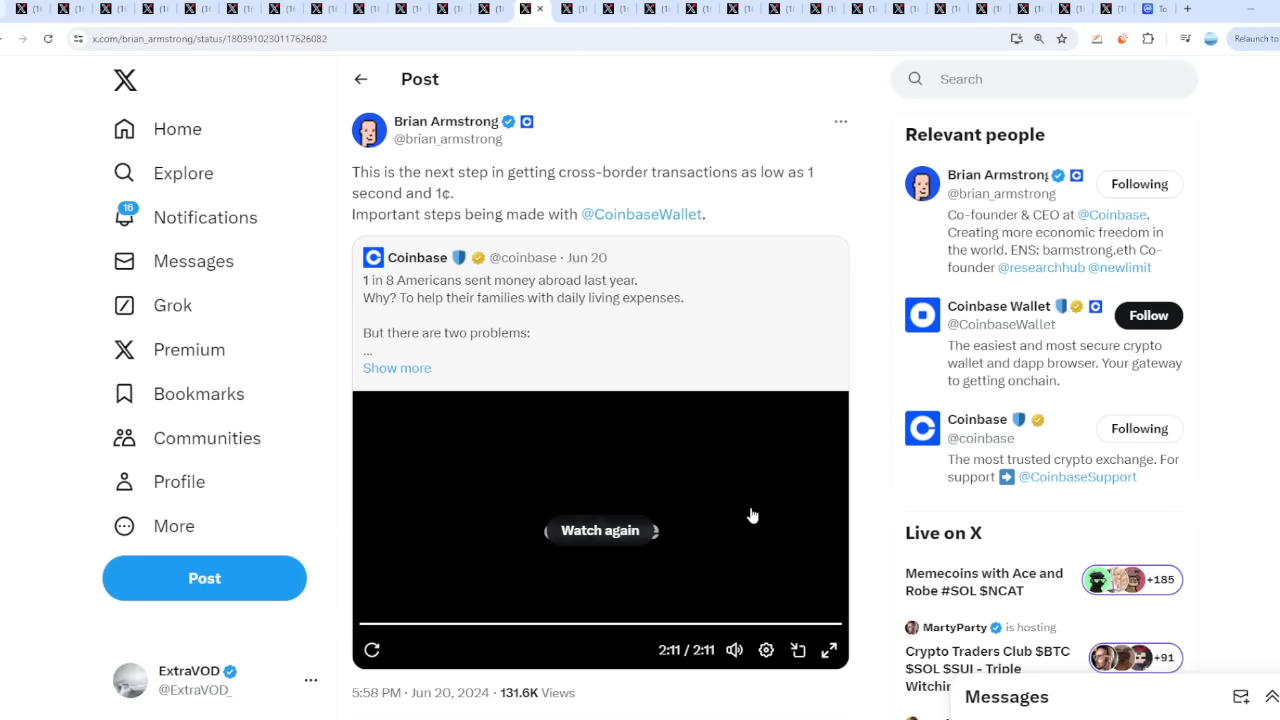 x.com/brian_armstrong/status/1803910230117626082
Relaunch to
Home
Explore
16
Notifications
Messages
Grok
Premium
Bookmarks
Communities
Profile
More
Post
ExtraVOD
@ExtraVOD_
Post
Brian Armstrong
@brian_armstrong
This is the next step in getting cross-border transactions as low as 1
second and 1¢.
Important steps being made with @CoinbaseWallet.
Coinbase @coinbase · Jun 20
1 in 8 Americans sent money abroad last year.
Why? To help their families with daily living expenses.
But there are two problems:
...
Show more
Watch again
2:11 / 2:11
5:58 PM · Jun 20, 2024 · 131.6K Views
Search
Relevant people
Brian Armstrong
@brian_armstrong
Following
Co-founder & CEO at @Coinbase.
Creating more economic freedom in
the world. ENS: barmstrong.eth Co-
founder @researchhub @newlimit
Coinbase Wallet
@CoinbaseWallet
Follow
The easiest and most secure crypto
wallet and dapp browser. Your gateway
to getting onchain.
Coinbase
@coinbase
Following
The most trusted crypto exchange. For
support ➡️ @CoinbaseSupport
Live on X
Memecoins with Ace and
Robe #SOL $NCAT
+185
MartyParty is hosting
Crypto Traders Club $BTC
$SOL $SUI - Triple
+91
Messages